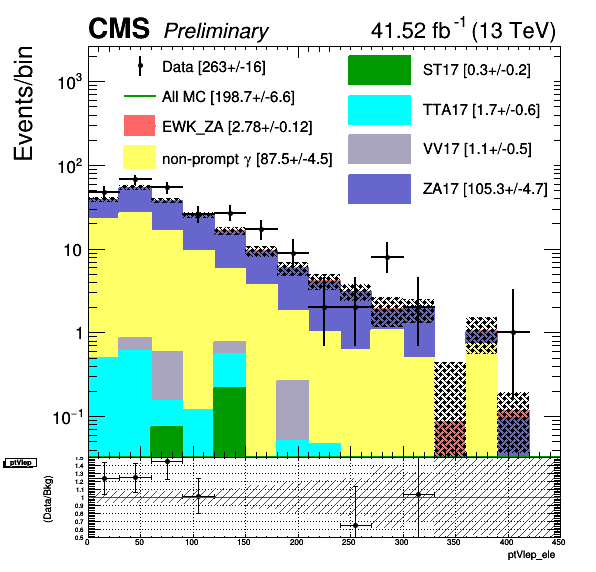 CMS Preliminary 41.52 fb⁻¹ (13 TeV)
Events/bin
Data [263+/-16]
All MC [198.7+/-6.6]
EWK_ZA [2.78+/-0.12]
non-prompt γ [87.5+/-4.5]
ST17 [0.3+/-0.2]
TTA17 [1.7+/-0.6]
VV17 [1.1+/-0.5]
ZA17 [105.3+/-4.7]
10³
10²
10
1
10⁻¹
ptVlep
(Data/Bkg)
1.5
1.4
1.3
1.2
1.1
1
0.9
0.8
0.7
0.6
0.5
0 50 100 150 200 250 300 350 400 450
ptVlep_ele